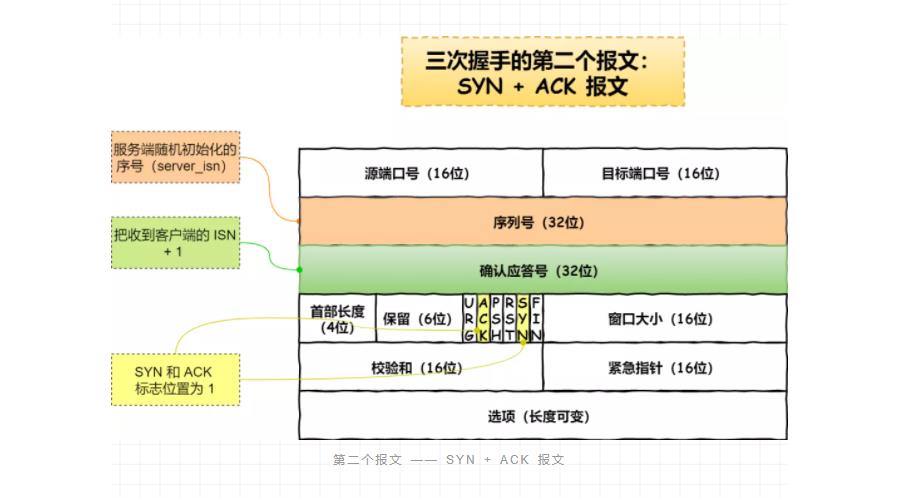 三次握手的第二个报文：
SYN + ACK 报文
服务端随机初始化的
序号（server_isn）
源端口号（16位）
目标端口号（16位）
序列号（32位）
把收到客户端的 ISN
+ 1
确认应答号（32位）
首部长度
(4位)
保留（6位）
URG
ACK
PSH
RST
SYN
FIN
窗口大小（16位）
SYN 和 ACK
标志位置为 1
校验和（16位）
紧急指针（16位）
选项（长度可变）
第二个报文 —— SYN + ACK 报文